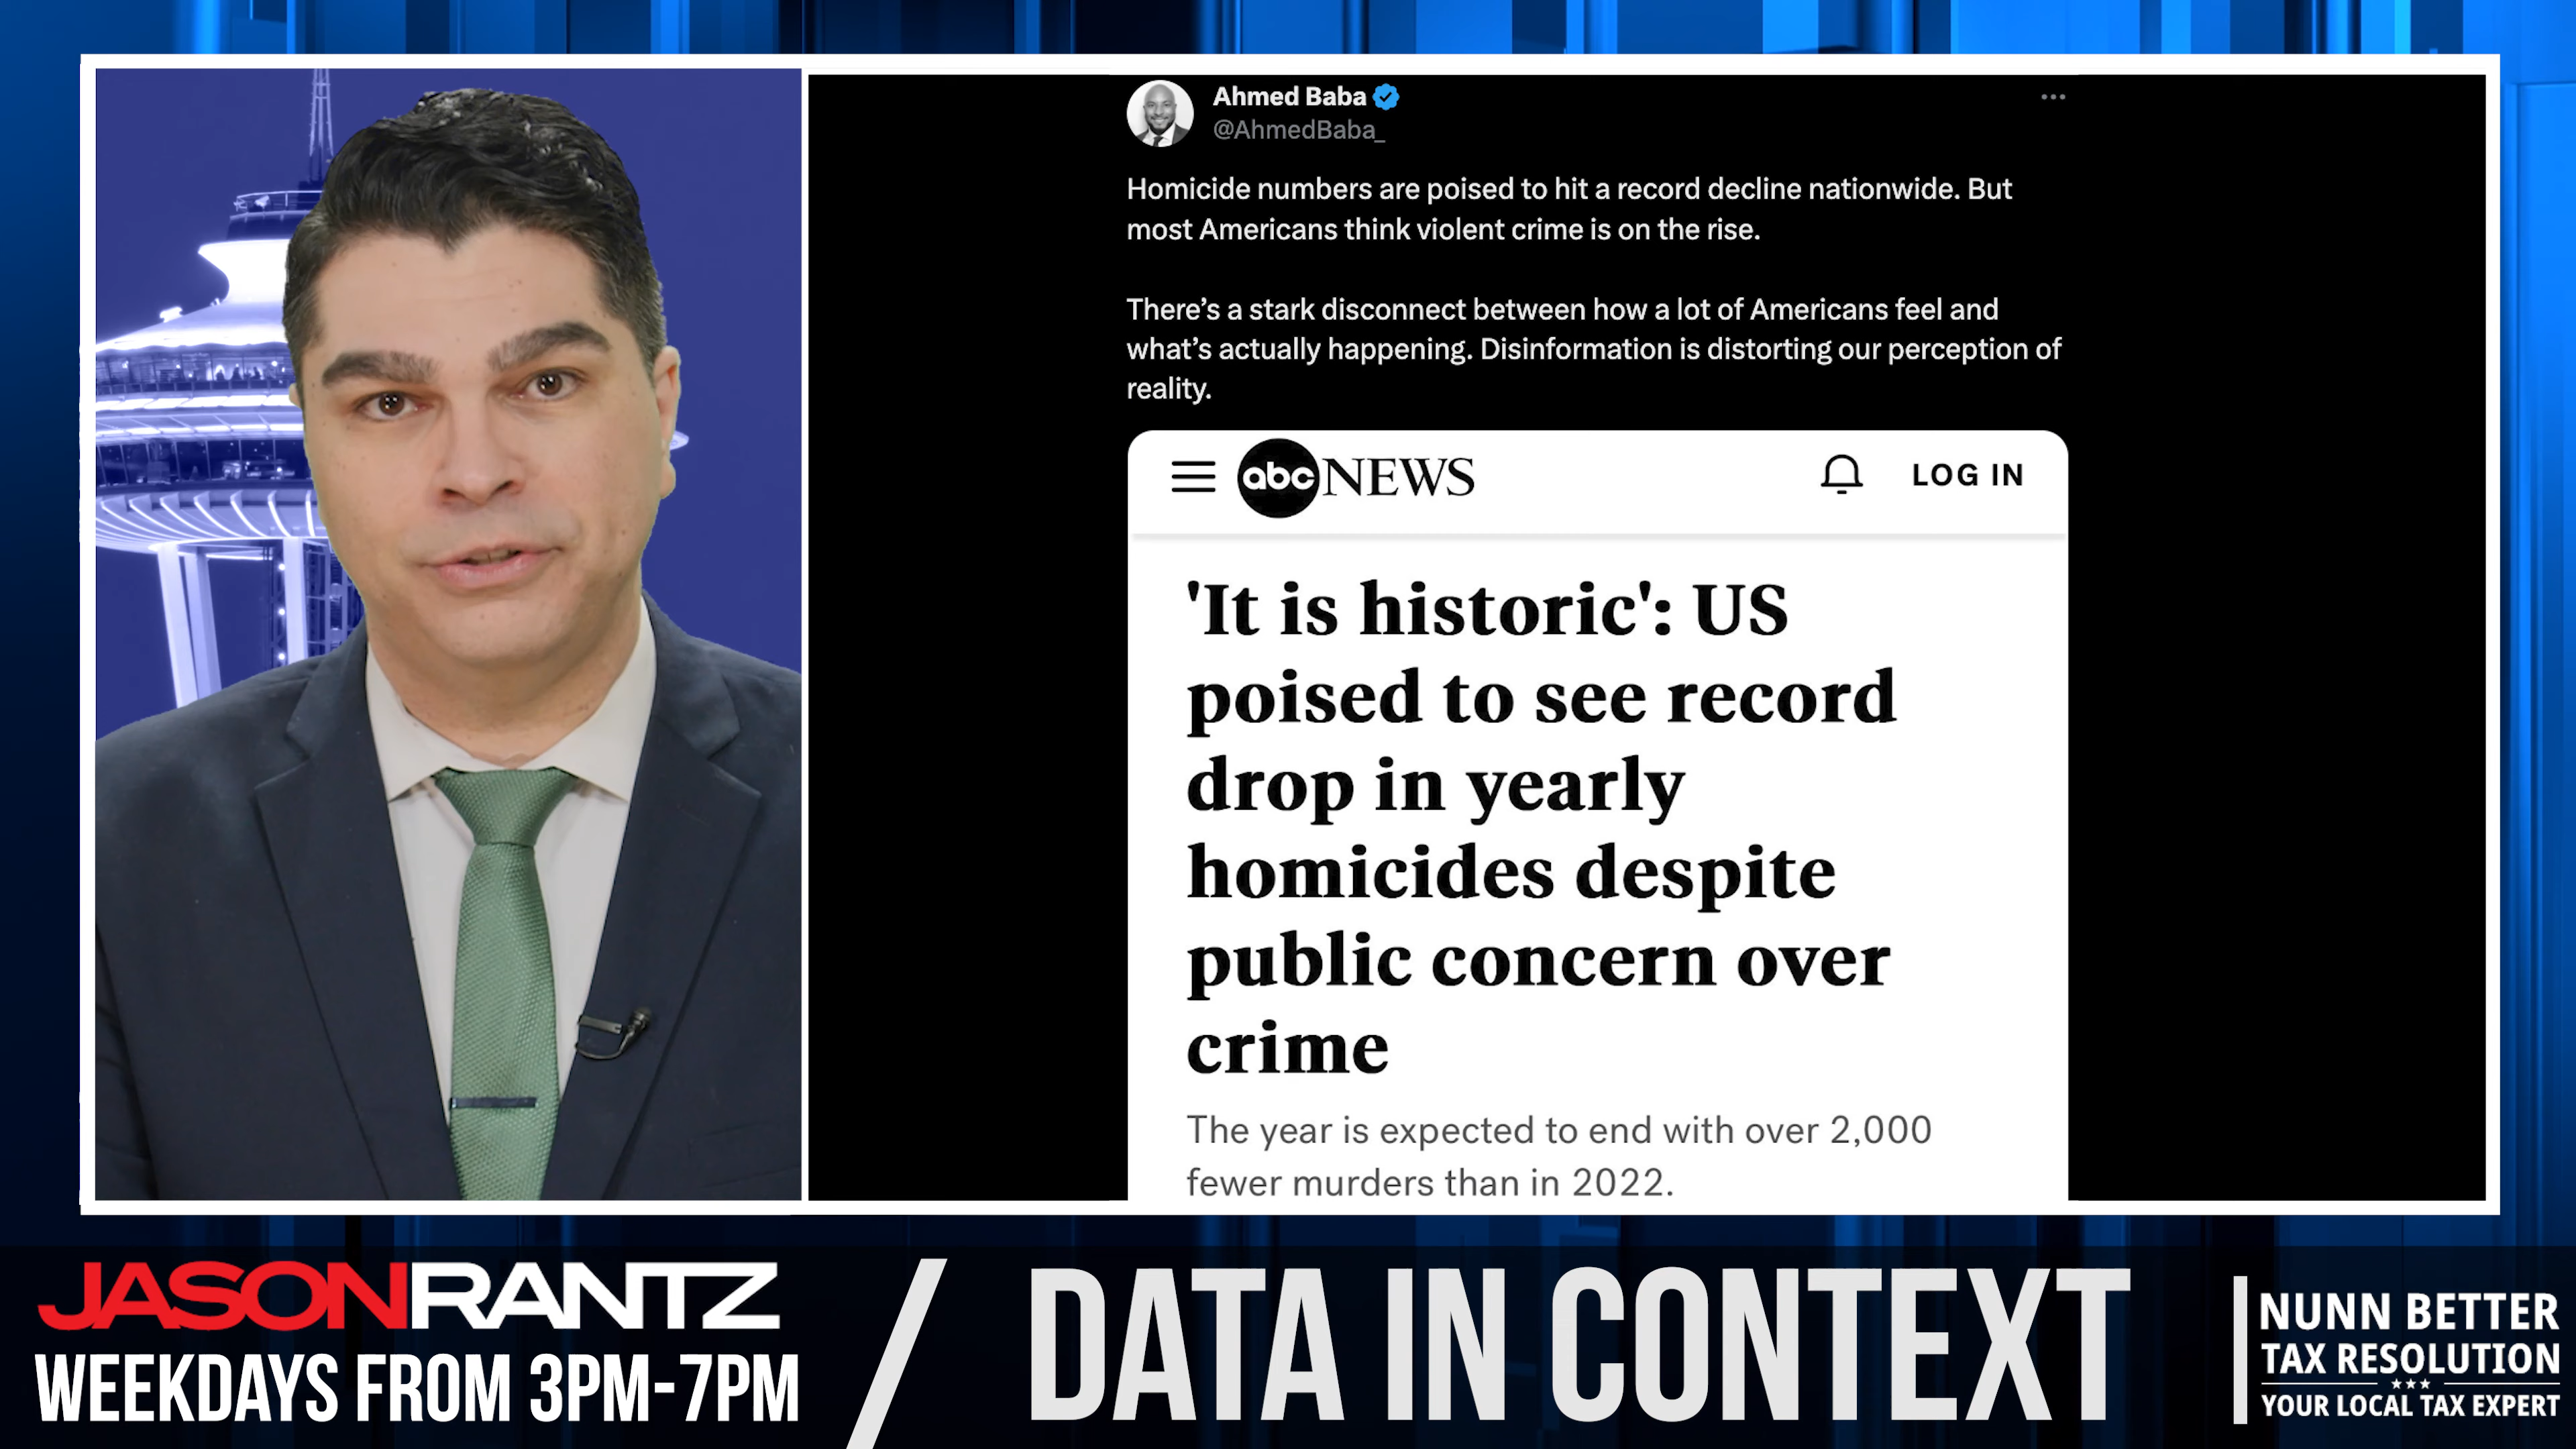 Ahmed Baba
@AhmedBaba_
Homicide numbers are poised to hit a record decline nationwide. But
most Americans think violent crime is on the rise.
There's a stark disconnect between how a lot of Americans feel and
what's actually happening. Disinformation is distorting our perception of
reality.
abc NEWS
LOG IN
'It is historic': US
poised to see record
drop in yearly
homicides despite
public concern over
crime
The year is expected to end with over 2,000
fewer murders than in 2022.
JASONRANTZ
WEEKDAYS FROM 3PM-7PM
/ DATA IN CONTEXT
NUNN BETTER
TAX RESOLUTION
YOUR LOCAL TAX EXPERT